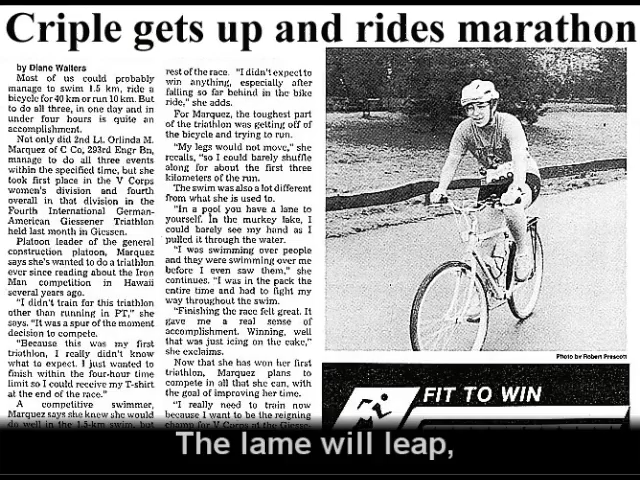 Criple gets up and rides marathon
by Diane Walters
Most of us could probably
manage to swim 1.5 km, ride a
bicycle for 40 km or run 10 km. But
to do all three, in one day and in
under four hours is quite an
accomplishment.
Not only did 2nd Lt. Orlinda M.
Marquez of C Co, 293rd Engr Bn,
manage to do all three events
within the specified time, but she
took first place in the V Corps
women's division and fourth
overall in that division in the
Fourth International German-
American Giessener Triathlon
held last month in Giessen.
Platoon leader of the general
construction platoon, Marquez
says she's wanted to do a triathlon
ever since reading about the Iron
Man competition in Hawaii
several years ago.
"I didn't train for this triathlon
other than running in PT," she
says. "It was a spur of the moment
decision to compete.
"Because this was my first
triathlon, I really didn't know
what to expect. I just wanted to
finish within the four-hour time
limit so I could receive my T-shirt
at the end of the race."
A competitive swimmer,
Marquez says she knew she would
do well in the 1.5-km swim, but
rest of the race. "I didn't expect to
win anything, especially after
falling so far behind in the bike
ride," she adds.
For Marquez, the toughest part
of the triathlon was getting off of
the bicycle and trying to run.
"My legs would not move," she
recalls, "so I could barely shuffle
along for about the first three
kilometers of the run.
The swim was also a lot different
from what she is used to.
"In a pool you have a lane to
yourself. In the murkey lake, I
could barely see my hand as I
pulled it through the water.
"I was swimming over people
and they were swimming over me
before I even saw them," she
continues. "I was in the pack the
entire time and had to fight my
way throughout the swim.
"Finishing the race felt great. It
gave me a real sense of
accomplishment. Winning, well
that was just icing on the cake,"
she exclaims.
Now that she has won her first
triathlon, Marquez plans to
compete in all that she can, with
the goal of improving her time.
"I really need to train now
because I want to be the reigning
champ for V Corps at the Giesse
Photo by Robert Prescott
FIT TO WIN
The lame will leap,